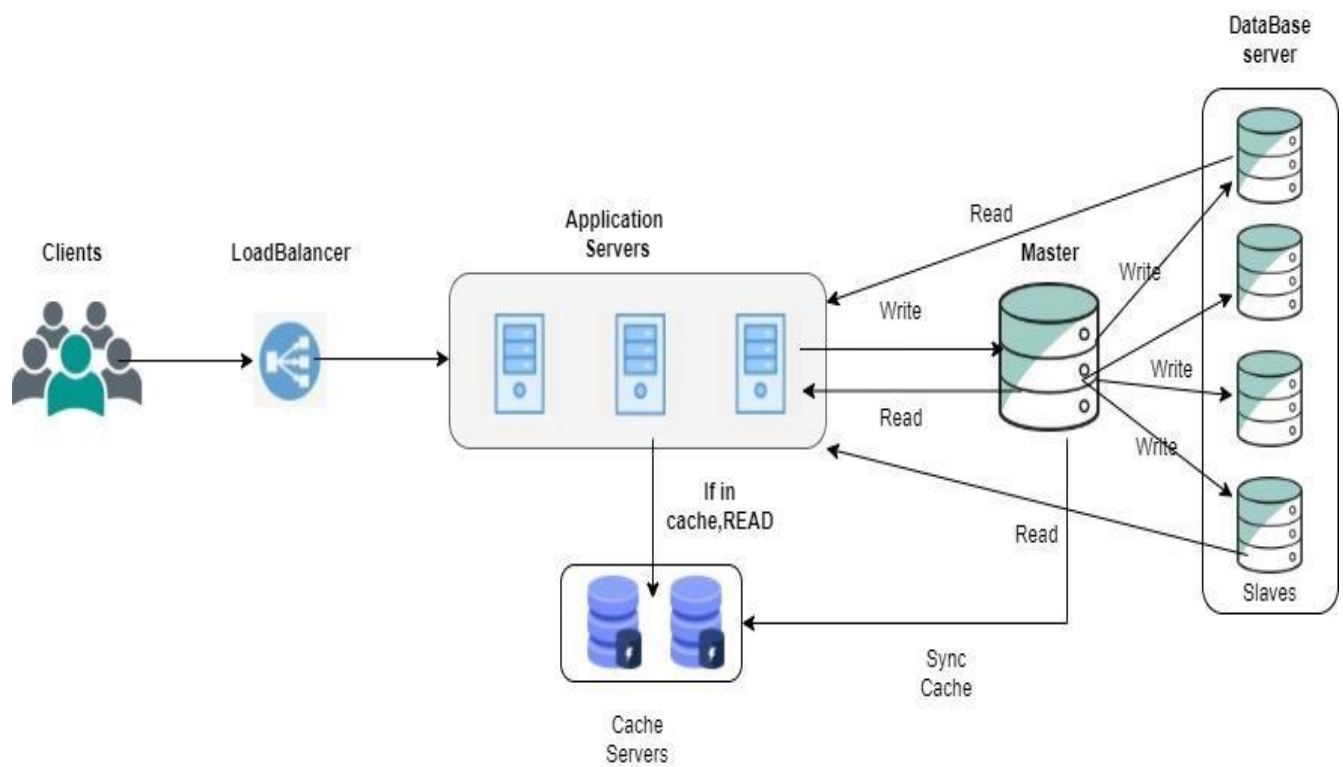 DataBase
server
Clients
LoadBalancer
Application
Servers
Read
Master
Write
Write
Read
Write
Write
If in
cache,READ
Read
Slaves
Sync
Cache
Cache
Servers